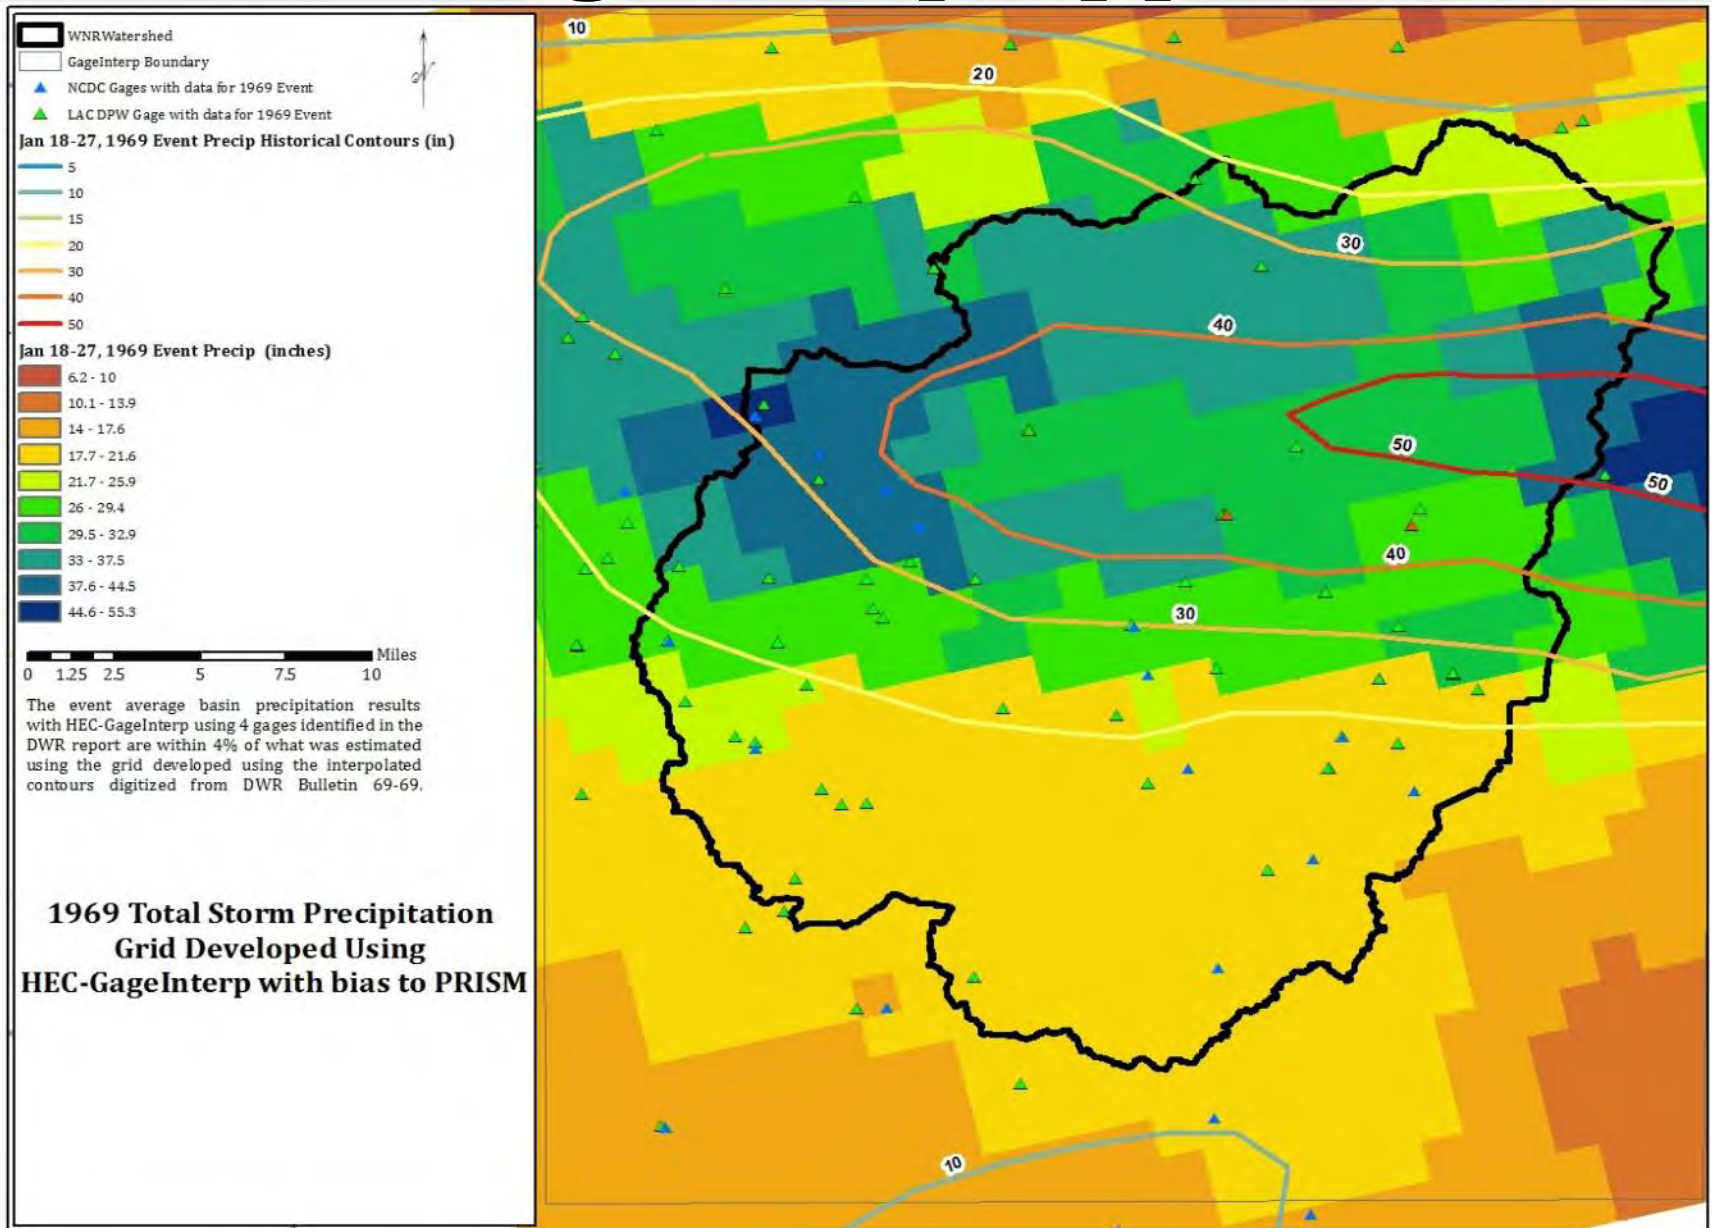 WNRWatershed
GageInterp Boundary
NCDC Gages with data for 1969 Event
LACDPW Gage with data for 1969 Event
N
Jan 18-27, 1969 Event Precip Historical Contours (in)
5
10
15
20
30
40
50
Jan 18-27, 1969 Event Precip (inches)
6.2 - 10
10.1 - 13.9
14 - 17.6
17.7 - 21.6
21.7 - 25.9
26 - 29.4
29.5 - 32.9
33 - 37.5
37.6 - 44.5
44.6 - 55.3
Miles
0 1.25 2.5 5 7.5 10
The event average basin precipitation results
with HEC-GageInterp using 4 gages identified in the
DWR report are within 4% of what was estimated
using the grid developed using the interpolated
contours digitized from DWR Bulletin 69-69.
1969 Total Storm Precipitation
Grid Developed Using
HEC-GageInterp with bias to PRISM
10
20
30
40
50
50
40
30
10